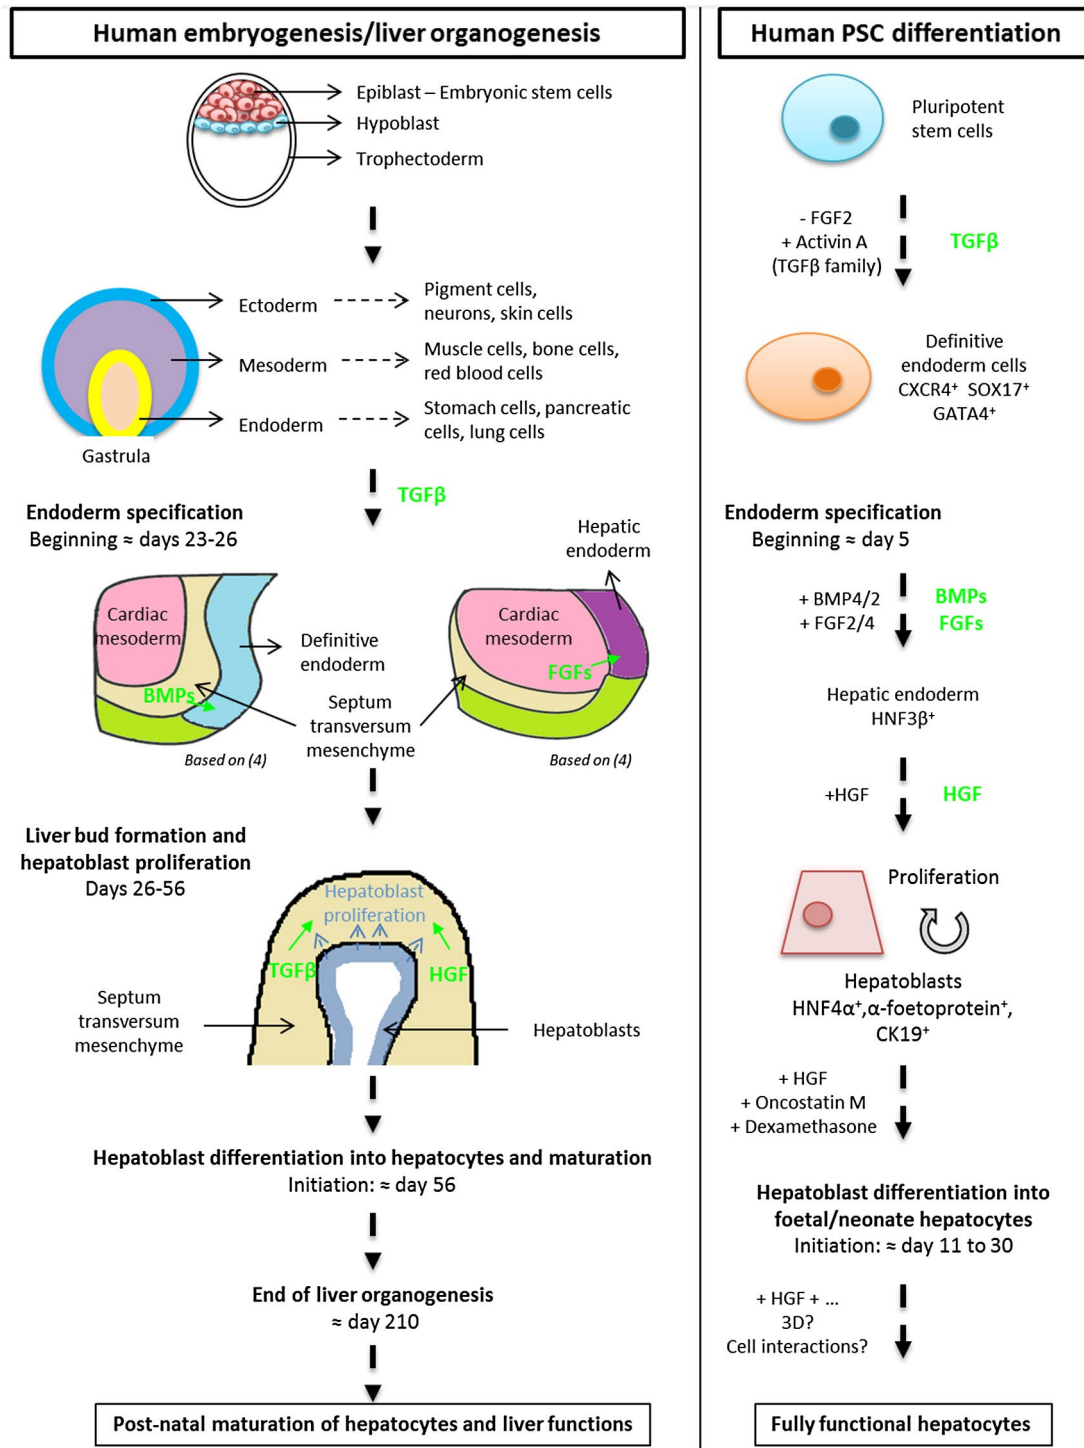 Human embryogenesis/liver organogenesis
Epiblast – Embryonic stem cells
Hypoblast
Trophectoderm
Ectoderm
Pigment cells,
neurons, skin cells
Mesoderm
Muscle cells, bone cells,
red blood cells
Endoderm
Stomach cells, pancreatic
cells, lung cells
Gastrula
TGFβ
Endoderm specification
Beginning ≈ days 23-26
Hepatic
endoderm
Cardiac
mesoderm
Definitive
endoderm
BMPs
Cardiac
mesoderm
FGFs
Septum
transversum
mesenchyme
Based on (4)
Based on (4)
Liver bud formation and
hepatoblast proliferation
Days 26-56
Hepatoblast
proliferation
TGFβ
HGF
Septum
transversum
mesenchyme
Hepatoblasts
Hepatoblast differentiation into hepatocytes and maturation
Initiation: ≈ day 56
End of liver organogenesis
≈ day 210
Post-natal maturation of hepatocytes and liver functions
Human PSC differentiation
Pluripotent
stem cells
- FGF2
+ Activin A
(TGFβ family)
TGFβ
Definitive
endoderm cells
CXCR4⁺ SOX17⁺
GATA4⁺
Endoderm specification
Beginning ≈ day 5
+ BMP4/2
+ FGF2/4
BMPs
FGFs
Hepatic endoderm
HNF3β⁺
+HGF
HGF
Proliferation
Hepatoblasts
HNF4α⁺,α-foetoprotein⁺,
CK19⁺
+ HGF
+ Oncostatin M
+ Dexamethasone
Hepatoblast differentiation into
foetal/neonate hepatocytes
Initiation: ≈ day 11 to 30
+ HGF + ...
3D?
Cell interactions?
Fully functional hepatocytes